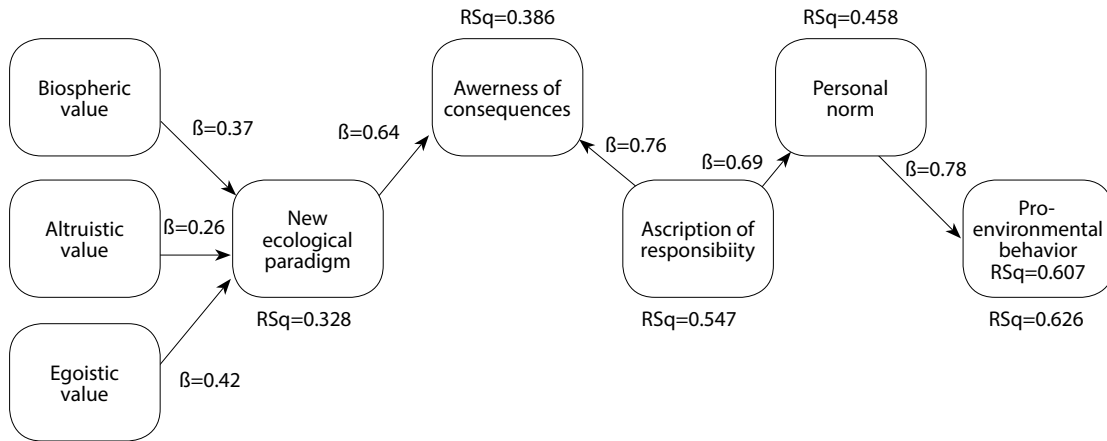 RSq=0.386
RSq=0.458
Biospheric
value
Awerness of
consequences
Personal
norm
ß=0.37
ß=0.64
ß=0.76
ß=0.69
ß=0.78
Altruistic
value
ß=0.26
New
ecological
paradigm
Ascription of
responsibiity
Pro-
environmental
behavior
RSq=0.607
RSq=0.328
RSq=0.547
RSq=0.626
Egoistic
value
ß=0.42